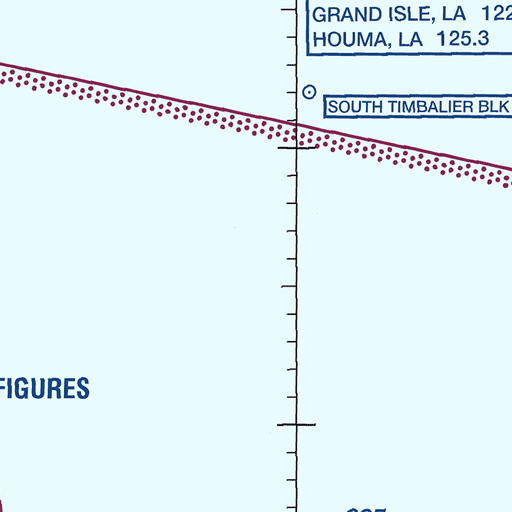 GRAND ISLE, LA 122
HOUMA, LA 125.3
SOUTH TIMBALIER BLK
FIGURES